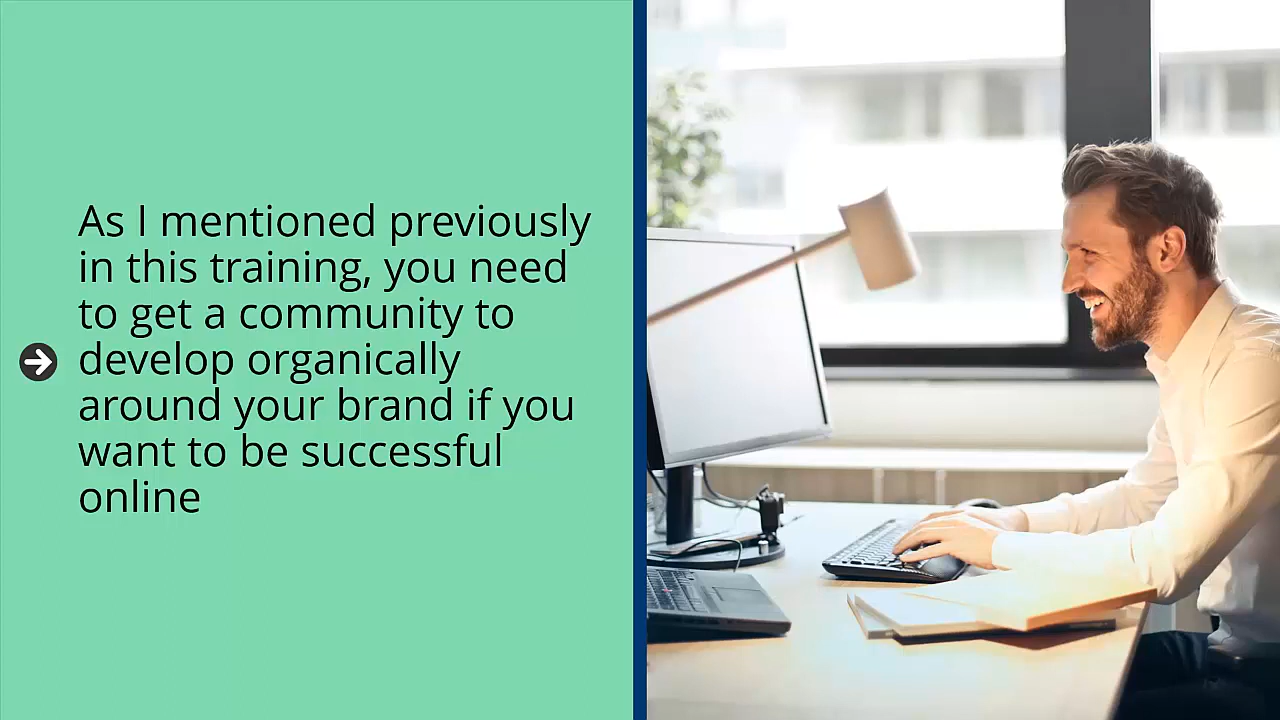 As I mentioned previously
in this training, you need
to get a community to
develop organically
around your brand if you
want to be successful
online